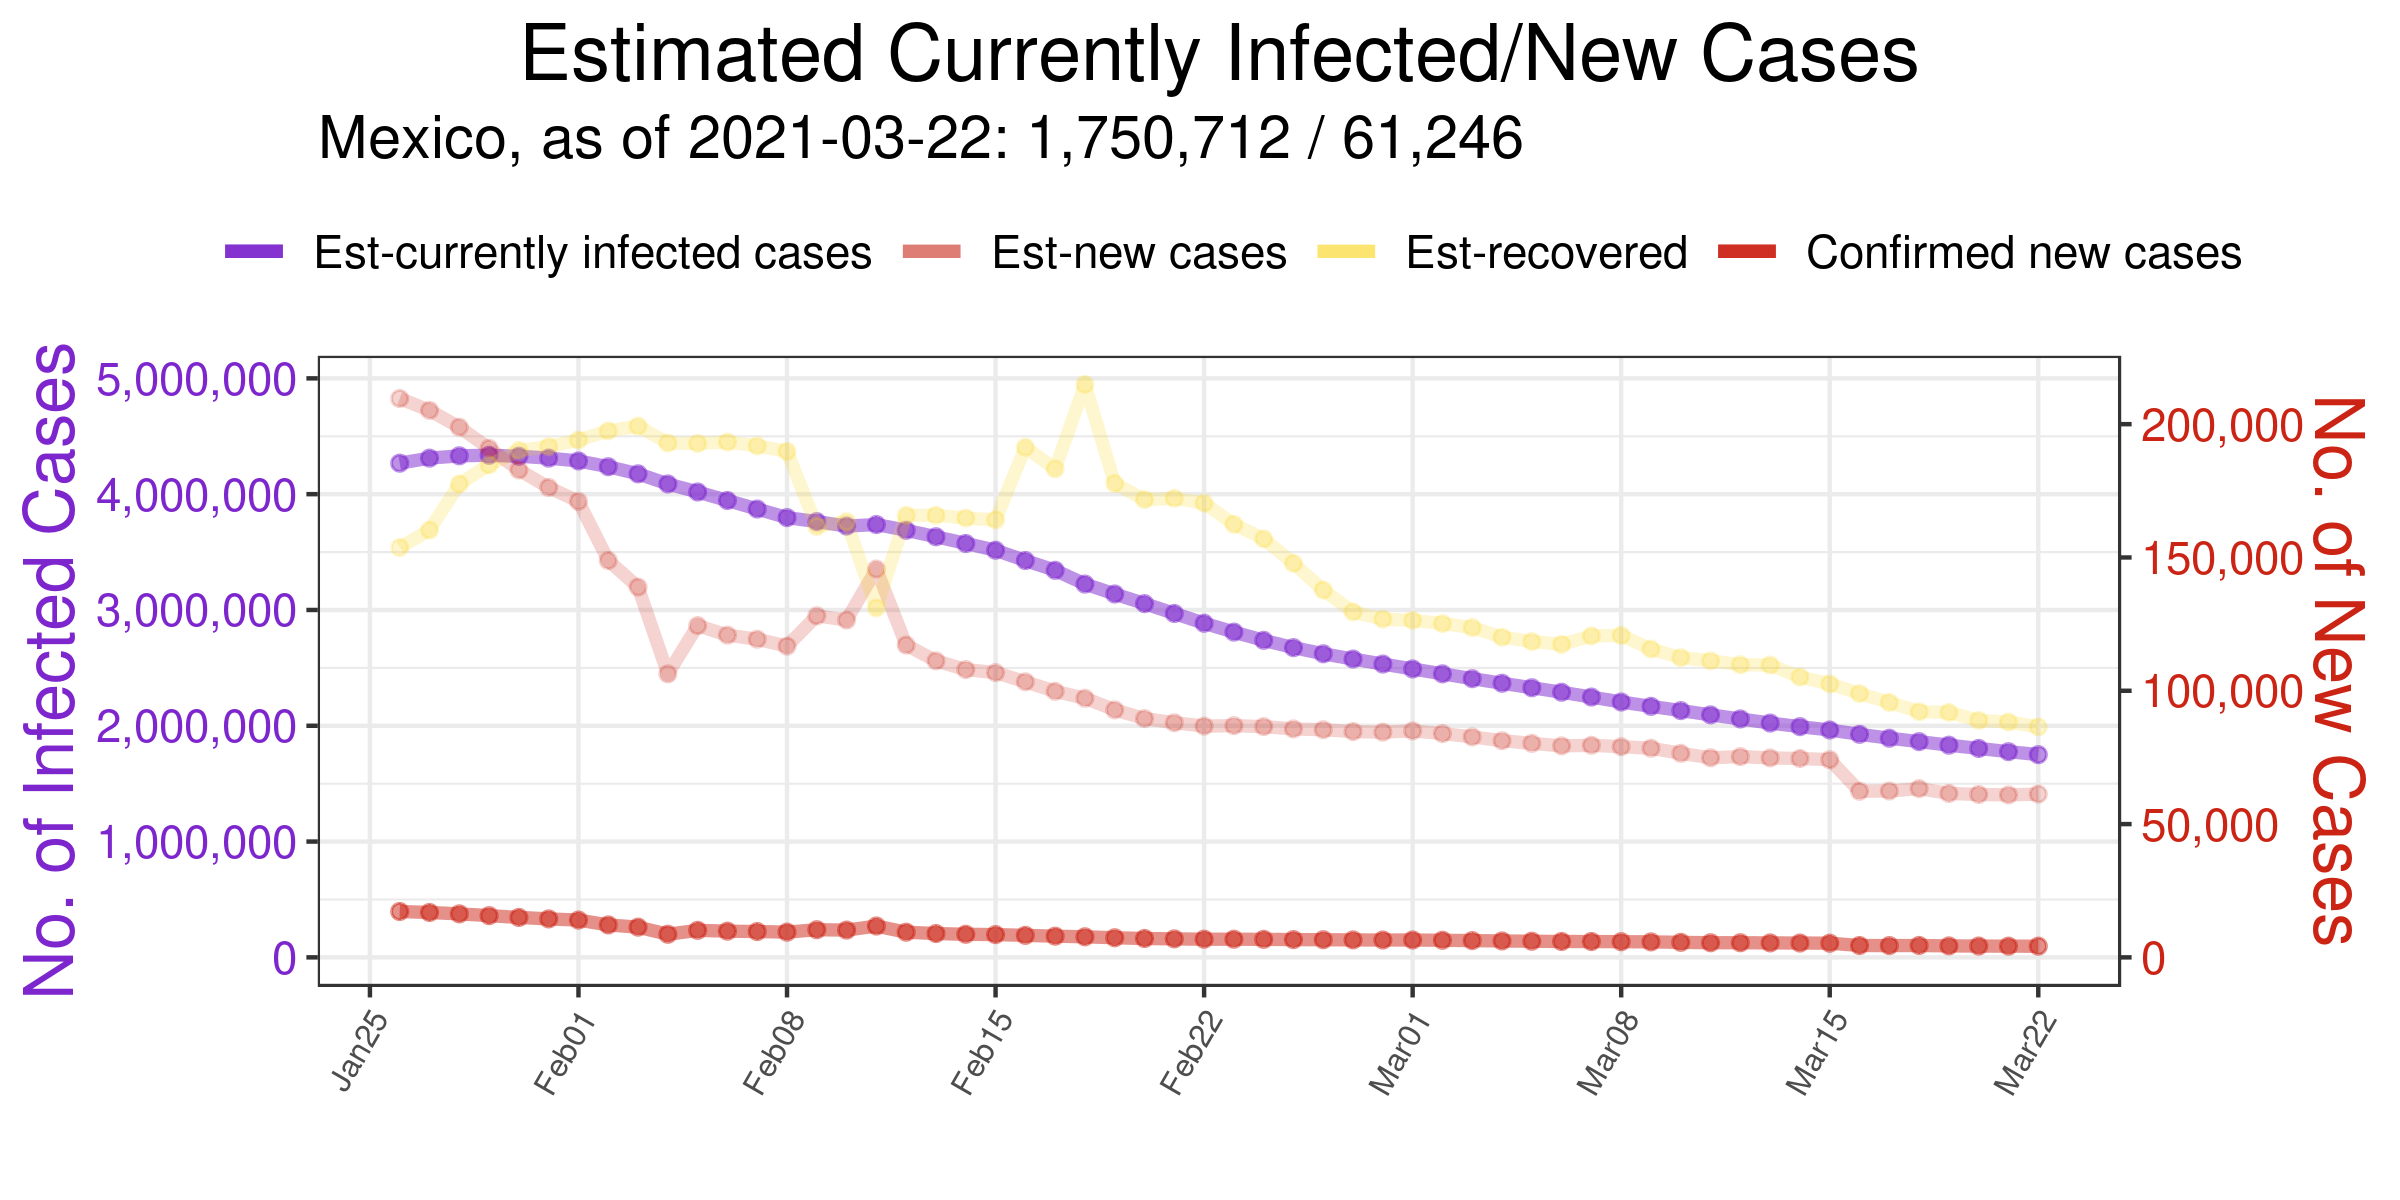 Estimated Currently Infected/New Cases
Mexico, as of 2021-03-22: 1,750,712 / 61,246
Est-currently infected cases Est-new cases Est-recovered Confirmed new cases
No. of Infected Cases
5,000,000
4,000,000
3,000,000
2,000,000
1,000,000
0
200,000
150,000
100,000
50,000
0
No. of New Cases
Jan25 Feb01 Feb08 Feb15 Feb22 Mar01 Mar08 Mar15 Mar22